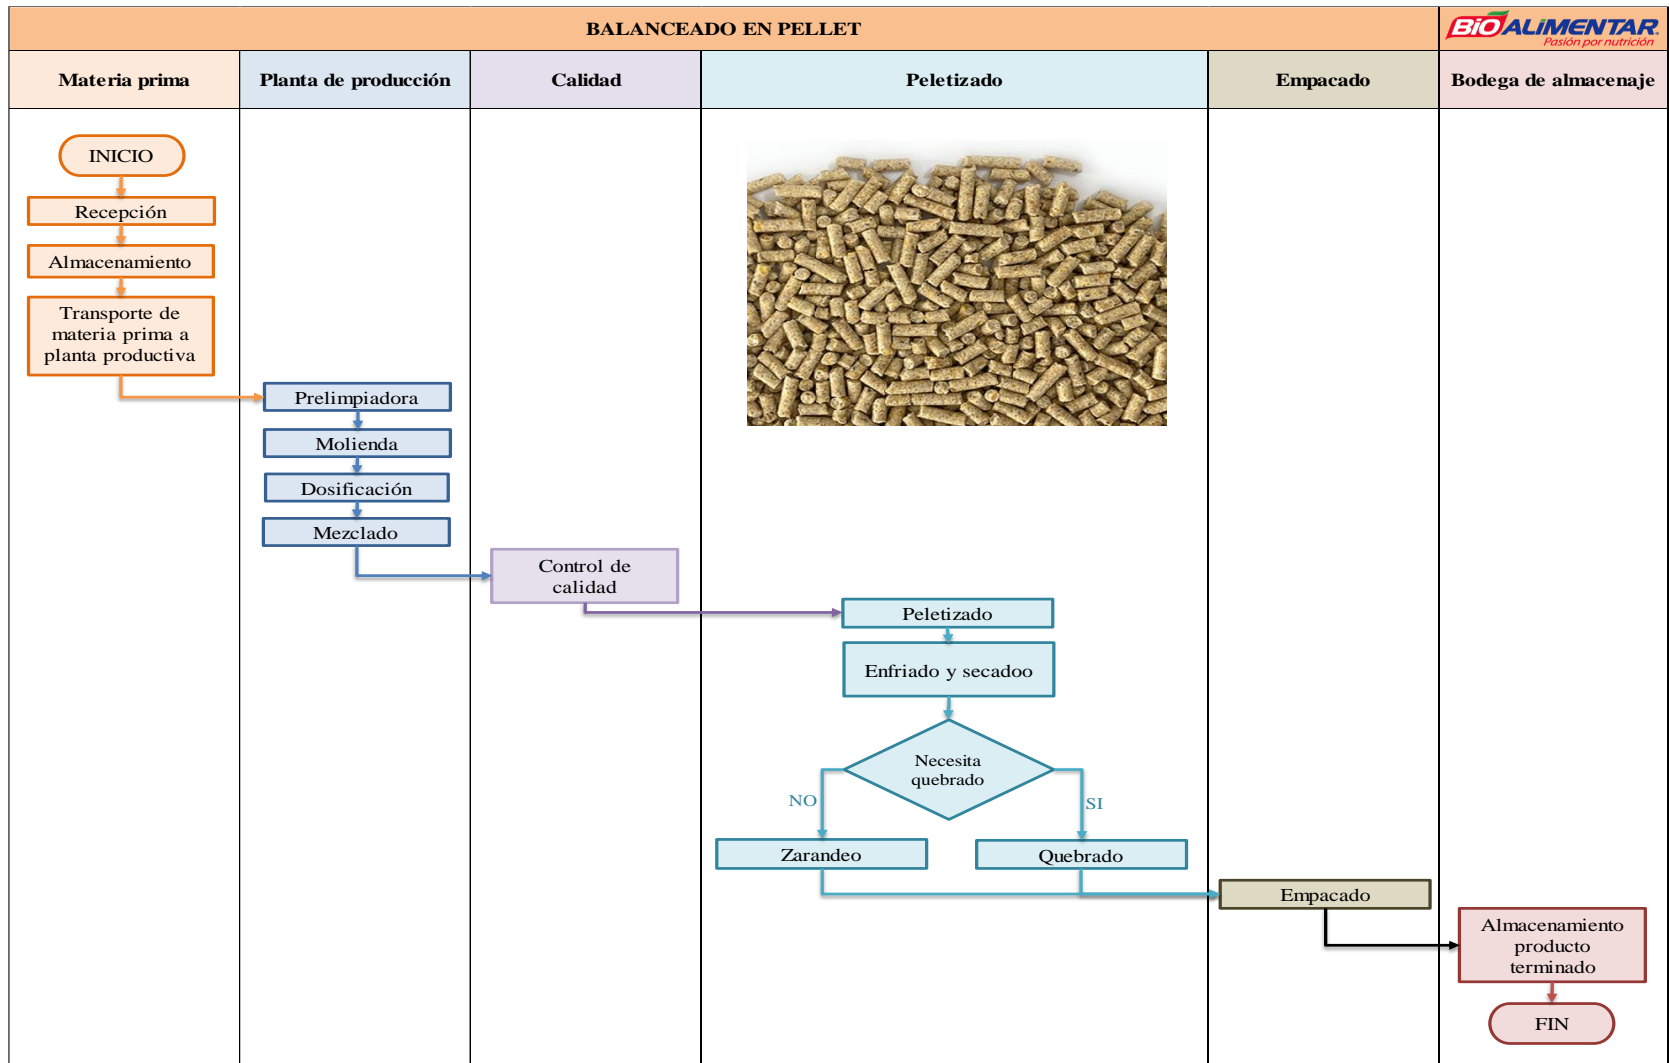 BALANCEADO EN PELLET
BIOALIMENTAR.
Pasión por nutrición
Materia prima
Planta de producción
Calidad
Peletizado
Empacado
Bodega de almacenaje
INICIO
Recepción
Almacenamiento
Transporte de
materia prima a
planta productiva
Prelimpiadora
Molienda
Dosificación
Mezclado
Control de
calidad
Peletizado
Enfriado y secadoo
Necesita
quebrado
NO
SI
Zarandeo
Quebrado
Empacado
Almacenamiento
producto
terminado
FIN